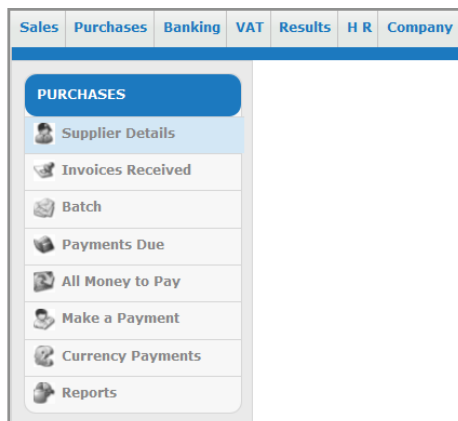 Sales Purchases Banking VAT Results H R Company
PURCHASES
Supplier Details
Invoices Received
Batch
Payments Due
All Money to Pay
Make a Payment
Currency Payments
Reports